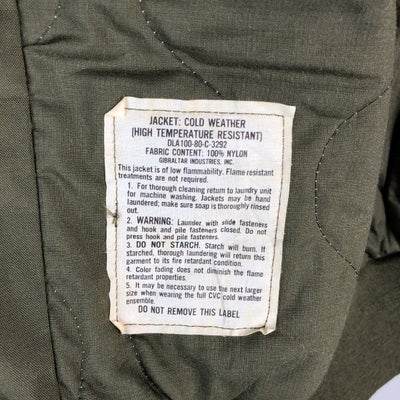 JACKET: COLD WEATHER
(HIGH TEMPERATURE RESISTANT)
DLA100-80-C-3292
FABRIC CONTENT: 100% NYLON
GIBRALTAR INDUSTRIES, INC.
This jacket is of low flammability. Flame resistant
treatments are not required.
1. For thorough cleaning return to laundry unit
for machine washing. Jackets may be hand
laundered; make sure soap is thoroughly rinsed
out.
2. WARNING: Launder with slide fasteners
and hook and pile fasteners closed. Do not
press hook and pile fasteners.
3. DO NOT STARCH. Starch will burn. If
starched, thorough laundering will return this
garment to its fire retardant condition.
4. Color fading does not diminish the flame
retardant properties.
5. It may be necessary to use the next larger
size when wearing the full CVC cold weather
ensemble.
DO NOT REMOVE THIS LABEL